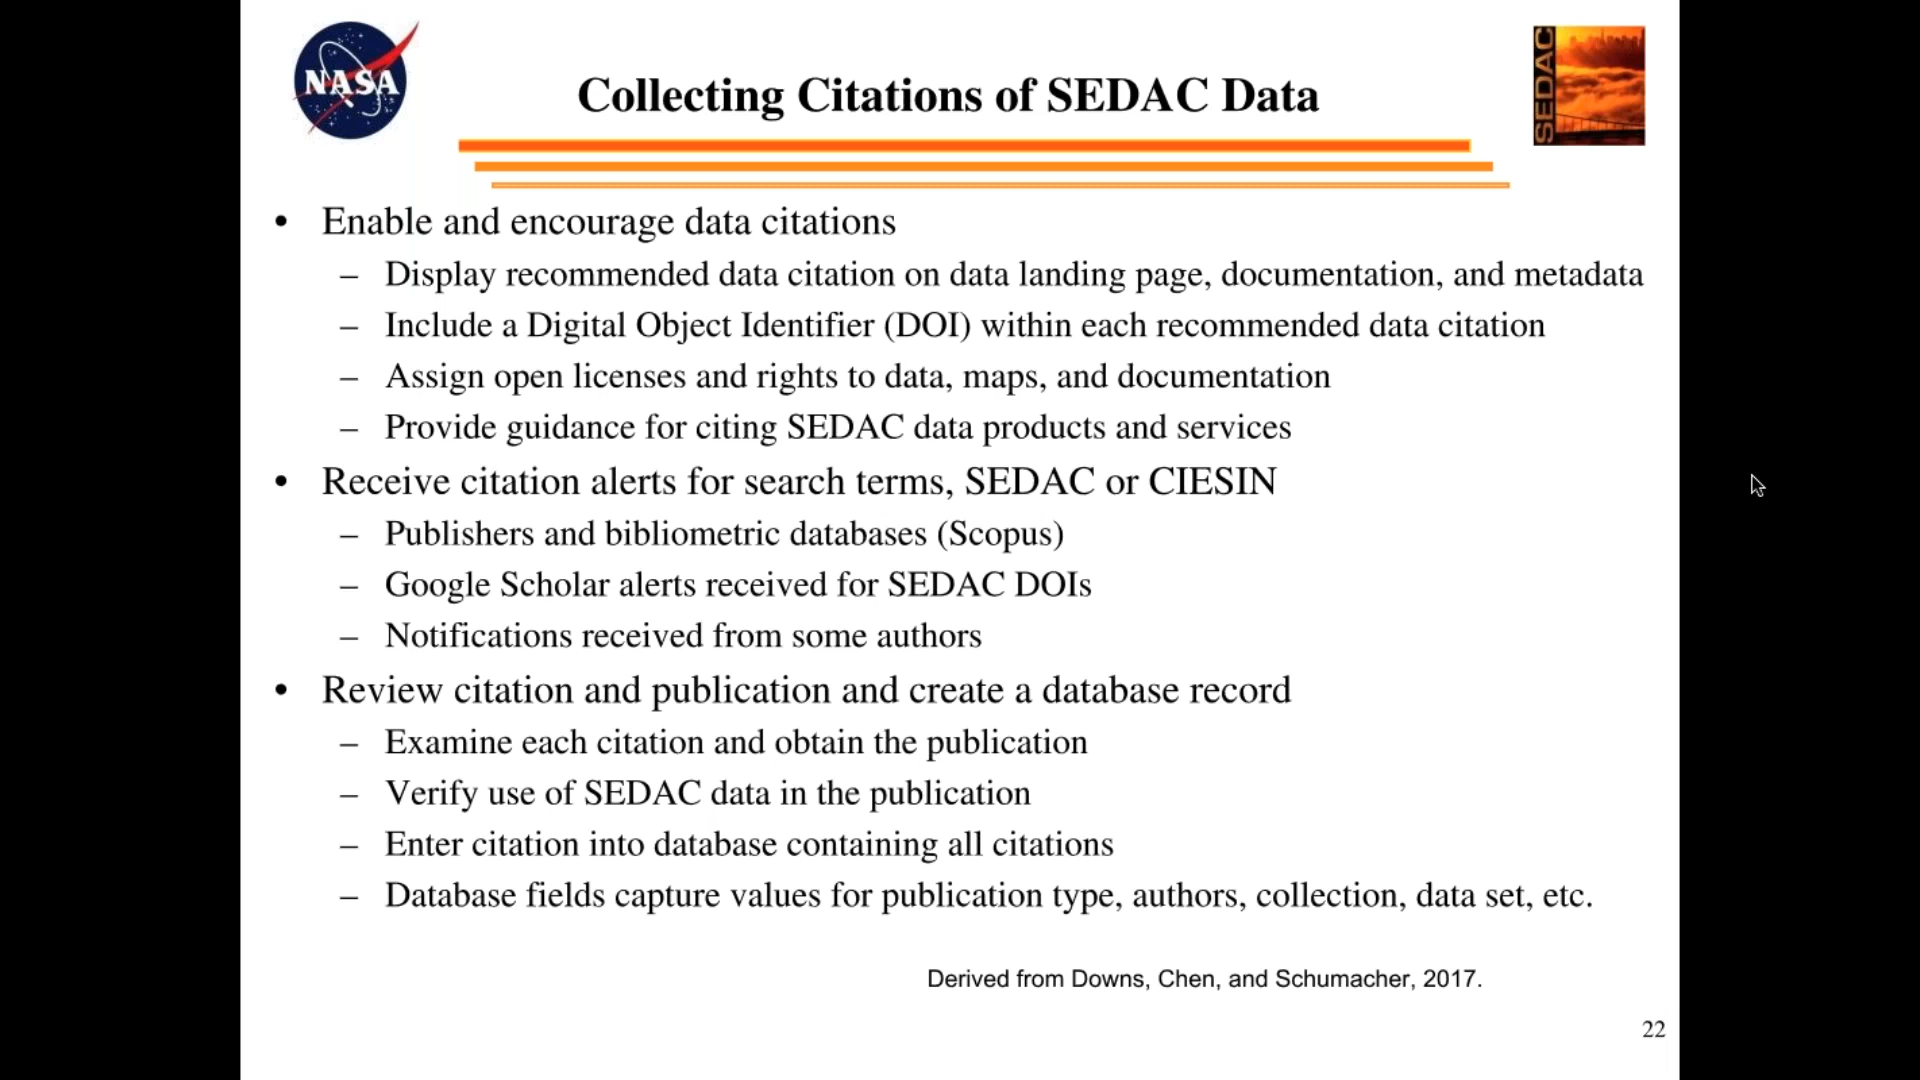 NASA
SEDAC
Collecting Citations of SEDAC Data
• Enable and encourage data citations
– Display recommended data citation on data landing page, documentation, and metadata
– Include a Digital Object Identifier (DOI) within each recommended data citation
– Assign open licenses and rights to data, maps, and documentation
– Provide guidance for citing SEDAC data products and services
• Receive citation alerts for search terms, SEDAC or CIESIN
– Publishers and bibliometric databases (Scopus)
– Google Scholar alerts received for SEDAC DOIs
– Notifications received from some authors
• Review citation and publication and create a database record
– Examine each citation and obtain the publication
– Verify use of SEDAC data in the publication
– Enter citation into database containing all citations
– Database fields capture values for publication type, authors, collection, data set, etc.
Derived from Downs, Chen, and Schumacher, 2017.
22